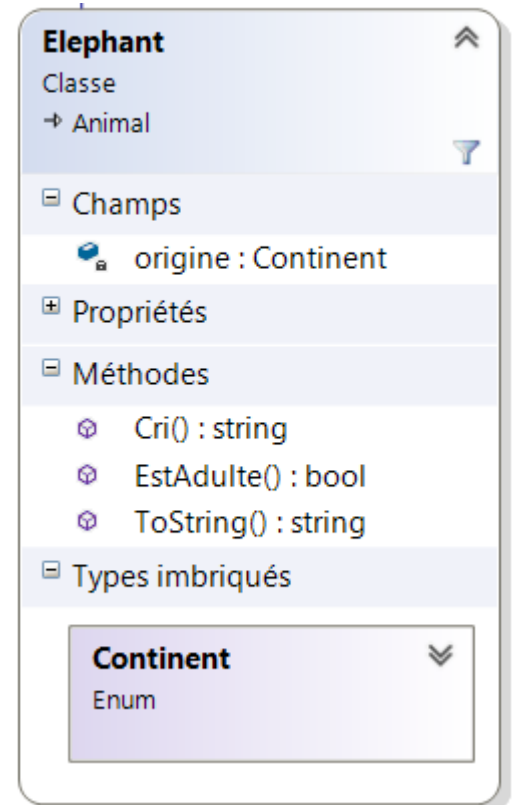 Elephant
Classe
Animal
Champs
origine : Continent
Propriétés
Méthodes
Cri() : string
EstAdulte() : bool
ToString() : string
Types imbriqués
Continent
Enum